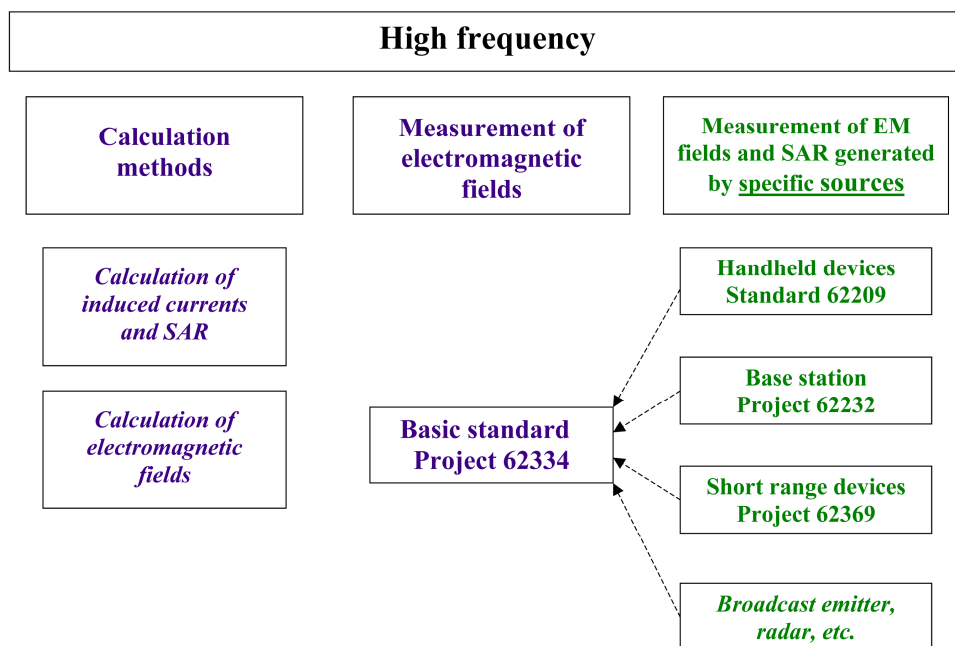 High frequency
Calculation
methods
Measurement of
electromagnetic
fields
Measurement of EM
fields and SAR generated
by specific sources
Calculation of
induced currents
and SAR
Calculation of
electromagnetic
fields
Basic standard
Project 62334
Handheld devices
Standard 62209
Base station
Project 62232
Short range devices
Project 62369
Broadcast emitter,
radar, etc.